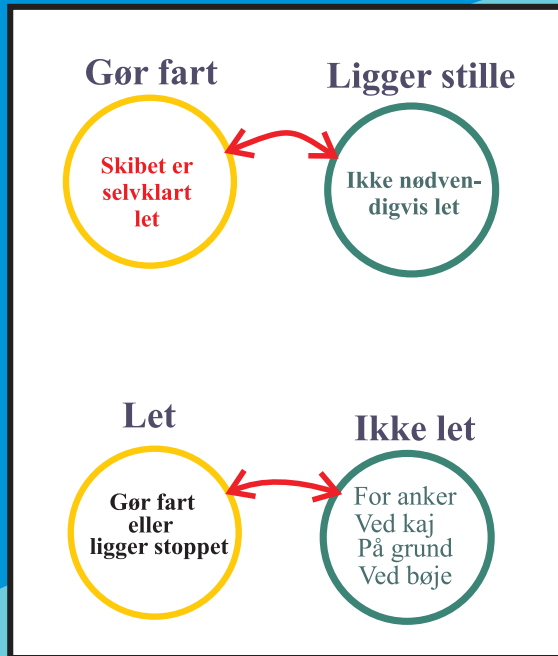 Gør fart
Ligger stille
Skibet er
selvklart
let
Ikke nødven-
digvis let
Let
Ikke let
Gør fart
eller
ligger stoppet
For anker
Ved kaj
På grund
Ved bøje